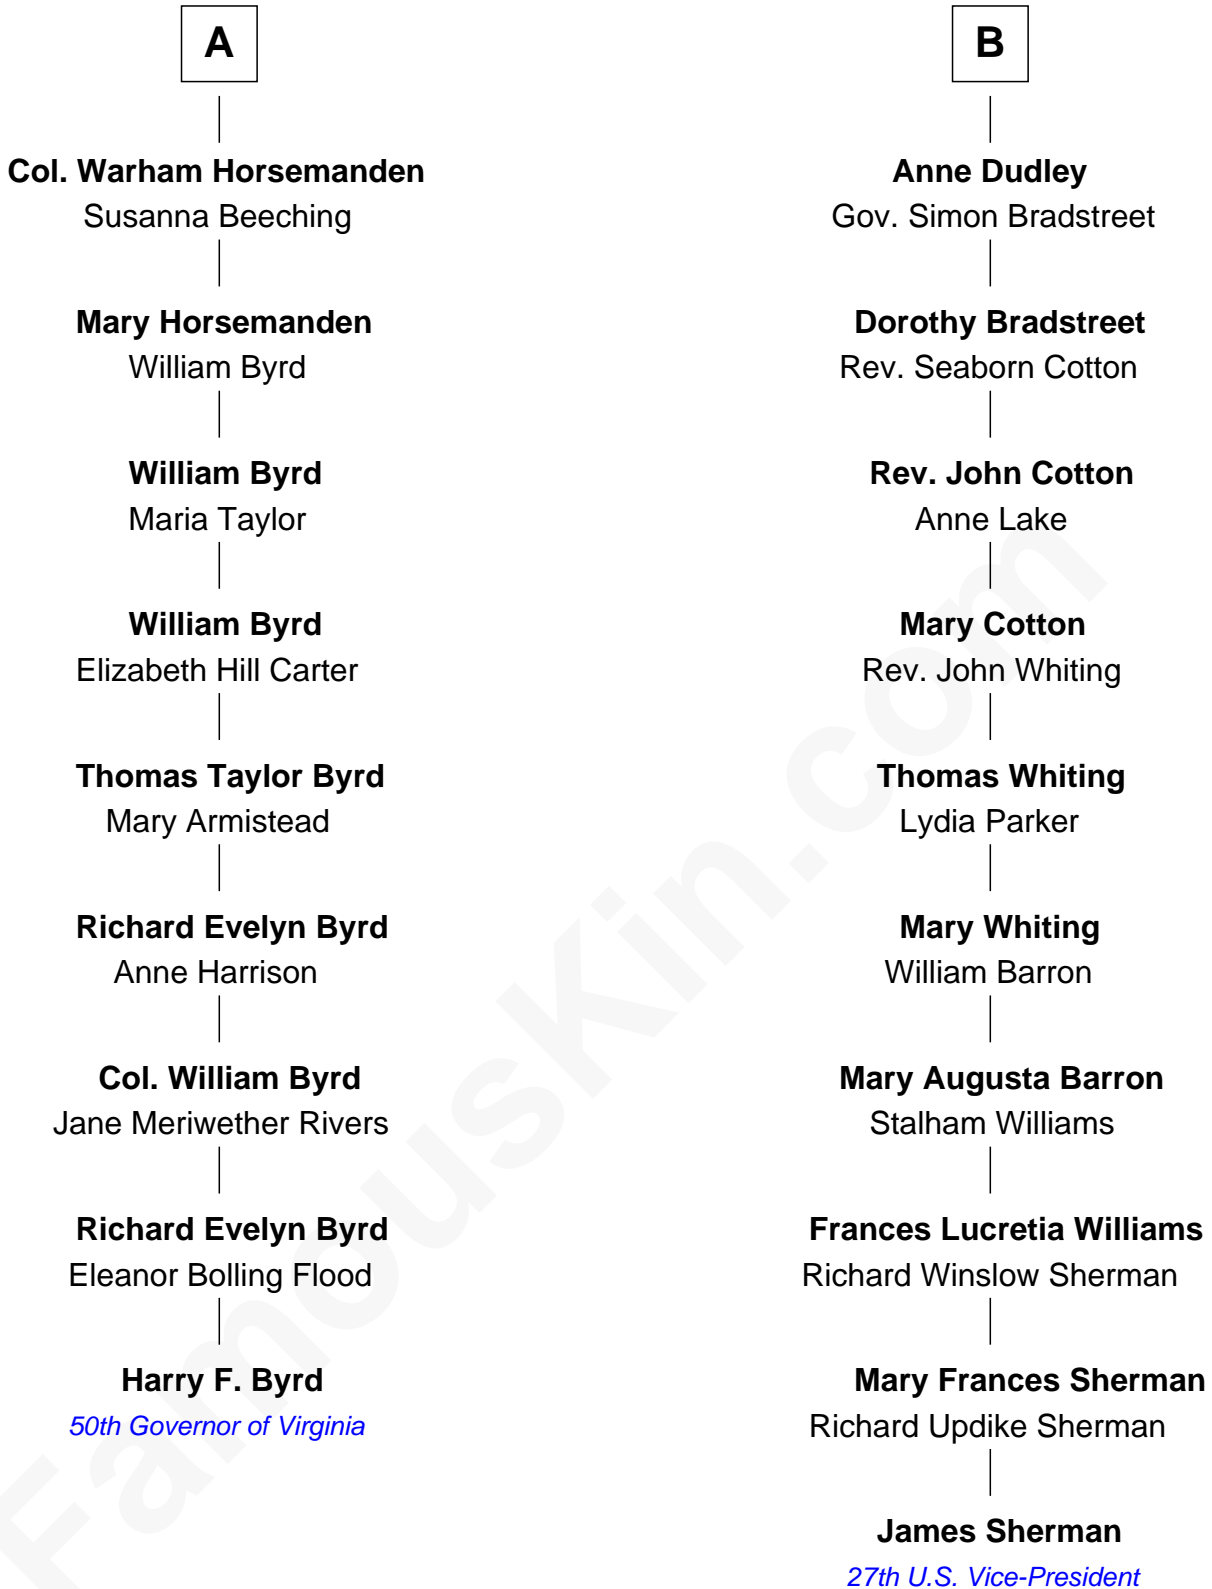 A
Col. Warham Horsemanden
Susanna Beeching
Mary Horsemanden
William Byrd
William Byrd
Maria Taylor
William Byrd
Elizabeth Hill Carter
Thomas Taylor Byrd
Mary Armistead
Richard Evelyn Byrd
Anne Harrison
Col. William Byrd
Jane Meriwether Rivers
Richard Evelyn Byrd
Eleanor Bolling Flood
Harry F. Byrd
50th Governor of Virginia
B
Anne Dudley
Gov. Simon Bradstreet
Dorothy Bradstreet
Rev. Seaborn Cotton
Rev. John Cotton
Anne Lake
Mary Cotton
Rev. John Whiting
Thomas Whiting
Lydia Parker
Mary Whiting
William Barron
Mary Augusta Barron
Stalham Williams
Frances Lucretia Williams
Richard Winslow Sherman
Mary Frances Sherman
Richard Updike Sherman
James Sherman
27th U.S. Vice-President
FamousKin.com